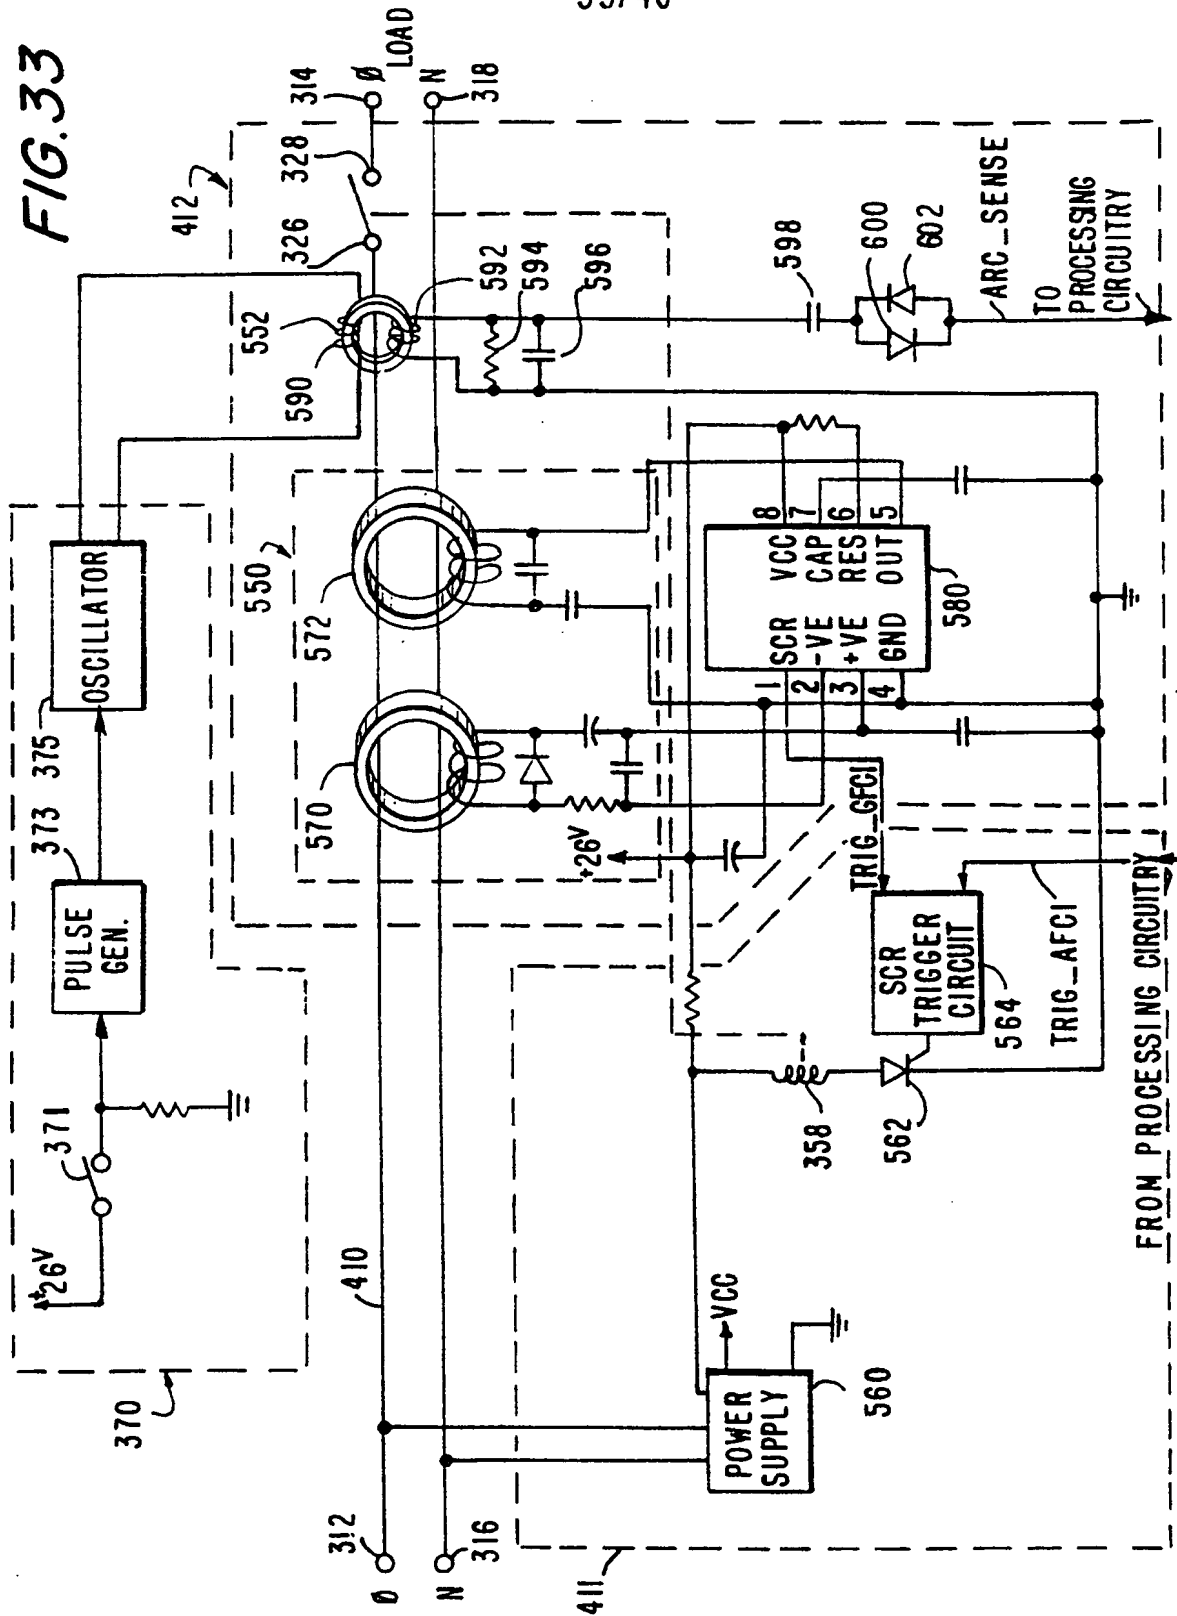 FIG.33
370
+26V
371
PULSE
GEN.
373
375
OSCILLATOR
412
410
312
Ø
N
316
314
Ø
LOAD
N
318
326
328
552
590
592
594
596
550
570
572
598
600
602
ARC_SENSE
TO
PROCESSING
CIRCUITRY
+26V
1 SCR VCC 8
2 -VE CAP 7
3 +VE RES 6
4 GND OUT 5
580
TRIG_GFCI
SCR
TRIGGER
CIRCUIT
564
TRIG_AFCI
FROM PROCESSING CIRCUITRY
358
562
VCC
POWER
SUPPLY
560
411